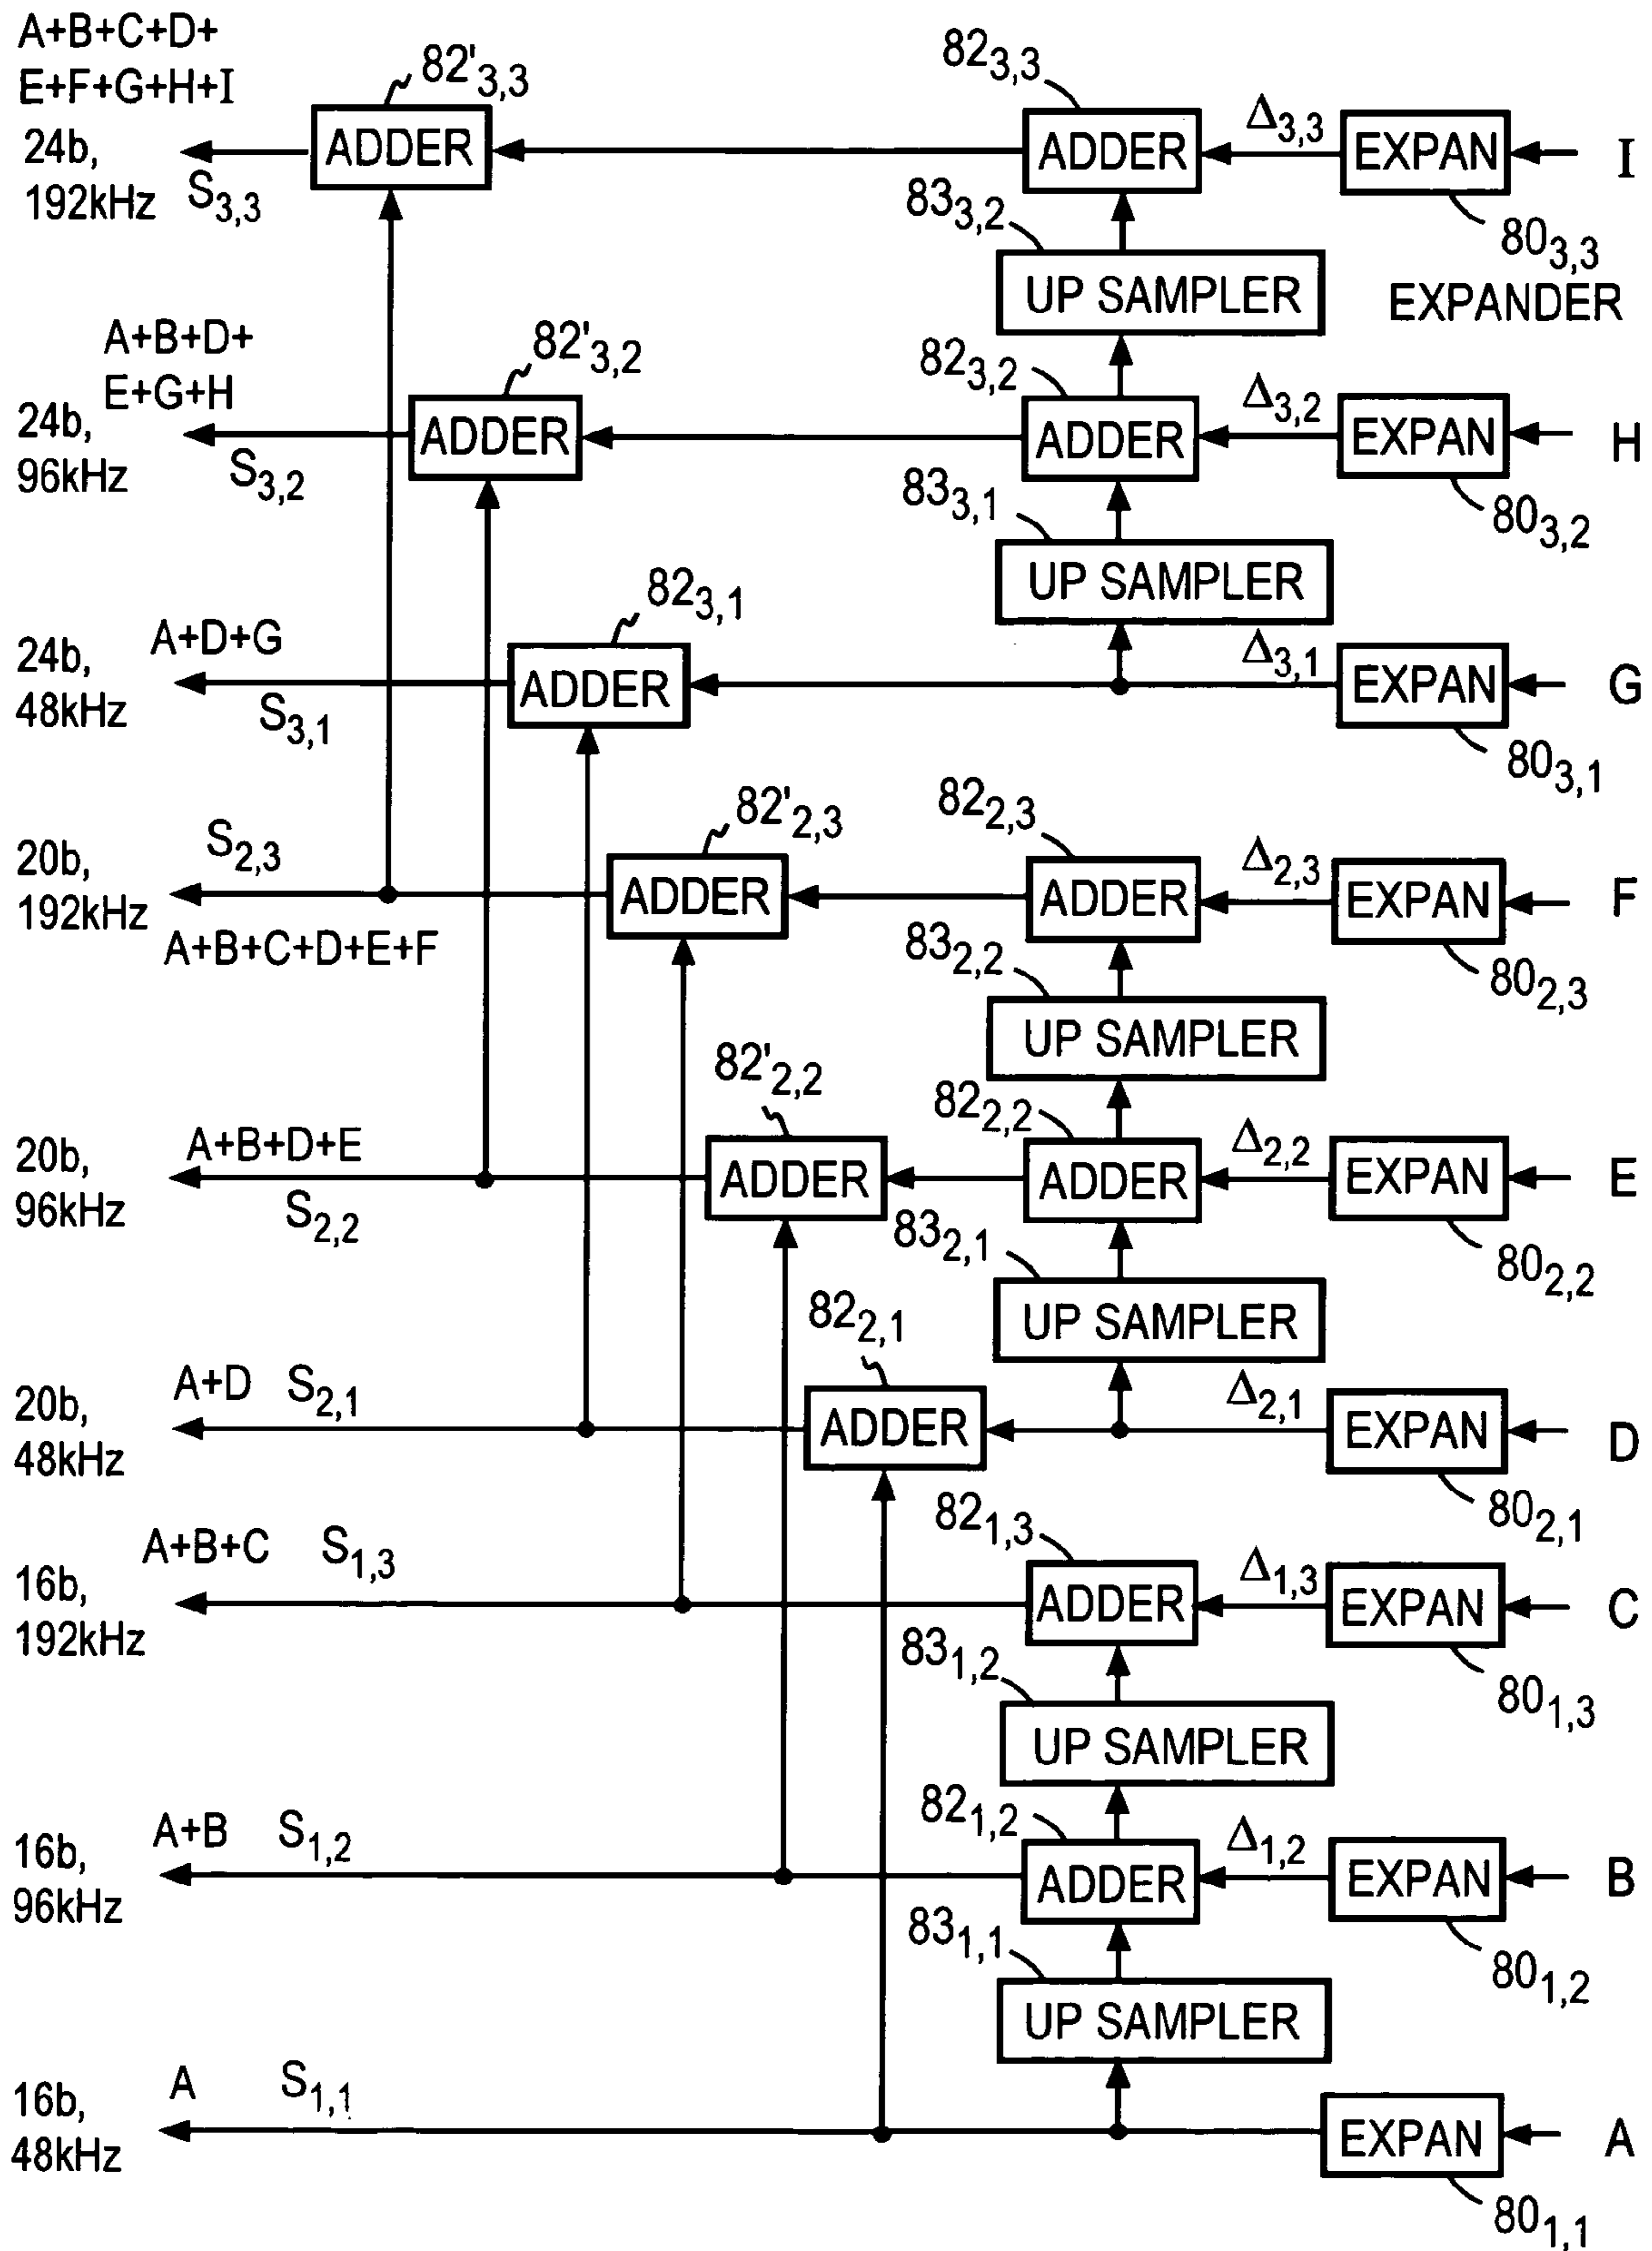 A+B+C+D+
E+F+G+H+I
24b,
192kHz
S3,3
82'3,3
ADDER
823,3
ADDER
Δ3,3
EXPAN
I
803,3
EXPANDER
833,2
UP SAMPLER
A+B+D+
E+G+H
24b,
96kHz
S3,2
82'3,2
ADDER
823,2
ADDER
Δ3,2
EXPAN
H
803,2
833,1
UP SAMPLER
A+D+G
24b,
48kHz
S3,1
823,1
ADDER
Δ3,1
EXPAN
G
803,1
20b,
192kHz
S2,3
A+B+C+D+E+F
82'2,3
ADDER
822,3
ADDER
Δ2,3
EXPAN
F
802,3
832,2
UP SAMPLER
20b,
96kHz
A+B+D+E
S2,2
82'2,2
ADDER
822,2
ADDER
Δ2,2
EXPAN
E
802,2
832,1
UP SAMPLER
20b,
48kHz
A+D S2,1
822,1
ADDER
Δ2,1
EXPAN
D
802,1
16b,
192kHz
A+B+C S1,3
821,3
ADDER
Δ1,3
EXPAN
C
801,3
831,2
UP SAMPLER
16b,
96kHz
A+B S1,2
821,2
ADDER
Δ1,2
EXPAN
B
801,2
831,1
UP SAMPLER
16b,
48kHz
A S1,1
EXPAN
A
801,1